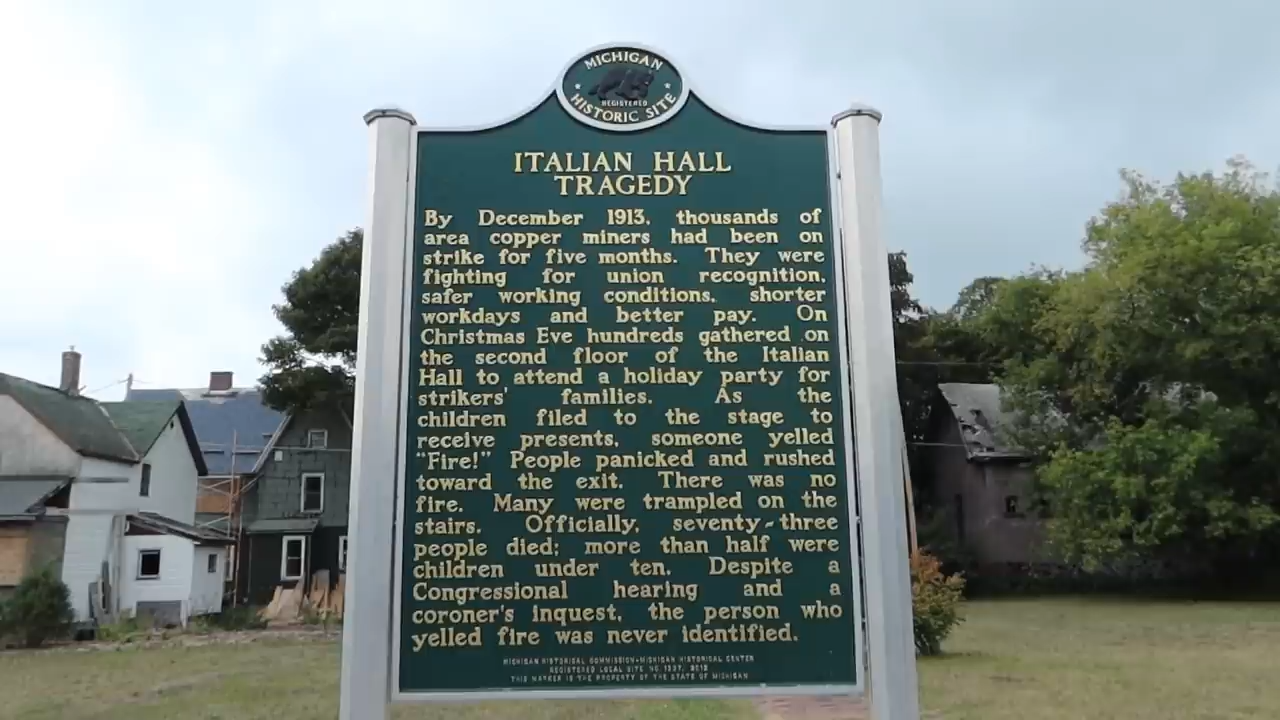 MICHIGAN
REGISTERED
HISTORIC SITE
ITALIAN HALL
TRAGEDY
By December 1913, thousands of
area copper miners had been on
strike for five months. They were
fighting for union recognition,
safer working conditions, shorter
workdays and better pay. On
Christmas Eve hundreds gathered on
the second floor of the Italian
Hall to attend a holiday party for
strikers' families. As the
children filed to the stage to
receive presents, someone yelled
"Fire!" People panicked and rushed
toward the exit. There was no
fire. Many were trampled on the
stairs. Officially, seventy-three
people died; more than half were
children under ten. Despite a
Congressional hearing and a
coroner's inquest, the person who
yelled fire was never identified.
MICHIGAN HISTORICAL COMMISSION-MICHIGAN HISTORICAL CENTER
REGISTERED LOCAL SITE NO.
THIS MARKER IS THE PROPERTY OF THE STATE OF MICHIGAN